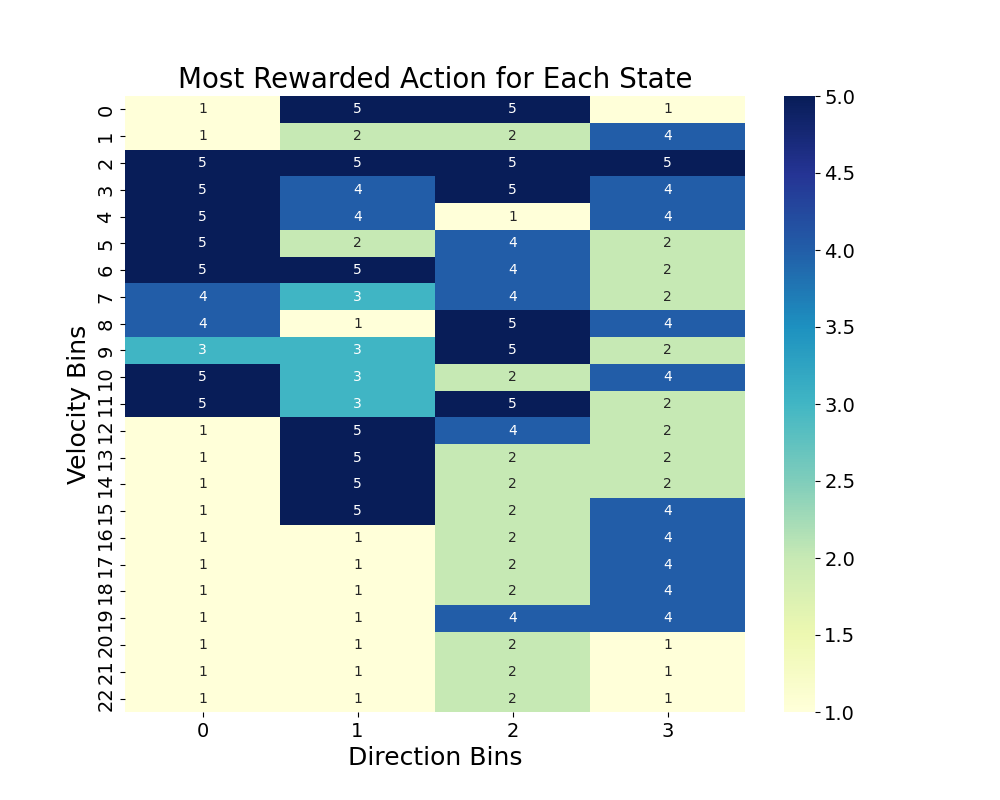 Most Rewarded Action for Each State
0 1 5 5 1
1 1 2 2 4
2 5 5 5 5
3 5 4 5 4
4 5 4 1 4
5 5 2 4 2
6 5 5 4 2
7 4 3 4 2
8 4 1 5 4
9 3 3 5 2
10 5 3 2 4
11 5 3 5 2
12 1 5 4 2
13 1 5 2 2
14 1 5 2 2
15 1 5 2 4
16 1 1 2 4
17 1 1 2 4
18 1 1 2 4
19 1 1 4 4
20 1 1 2 1
21 1 1 2 1
22 1 1 2 1
0 1 2 3
Direction Bins
Velocity Bins
5.0
4.5
4.0
3.5
3.0
2.5
2.0
1.5
1.0